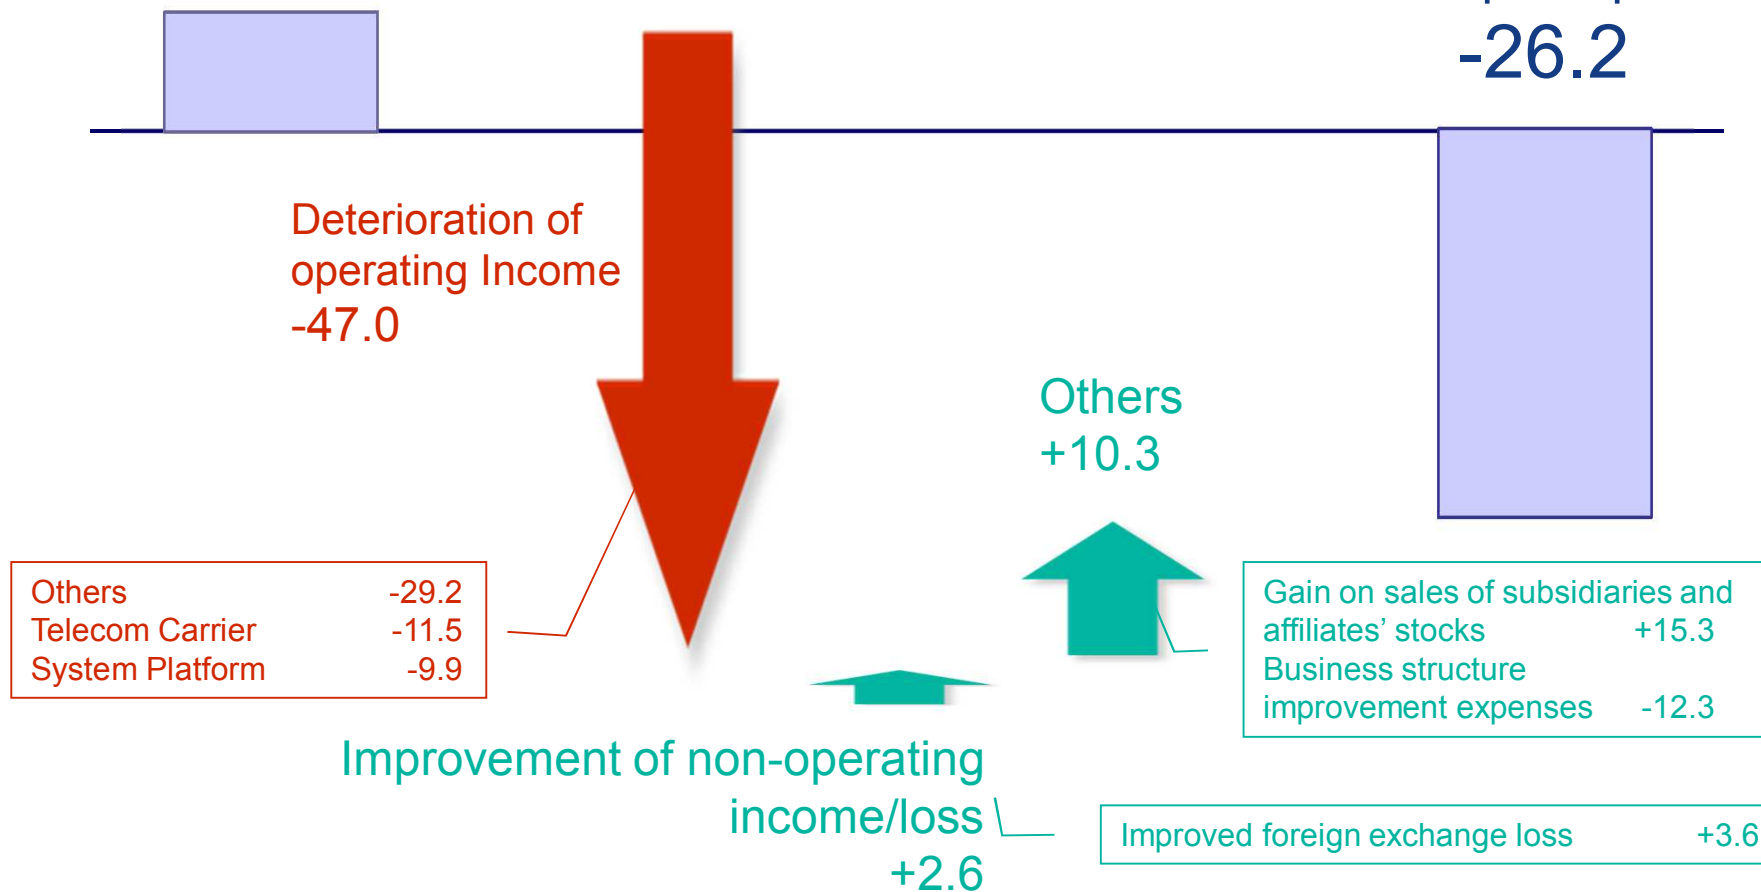 -26.2
Deterioration of
operating Income
-47.0
Others
+10.3
Others -29.2
Telecom Carrier -11.5
System Platform -9.9
Gain on sales of subsidiaries and
affiliates’ stocks +15.3
Business structure
improvement expenses -12.3
Improvement of non-operating
income/loss
+2.6
Improved foreign exchange loss +3.6